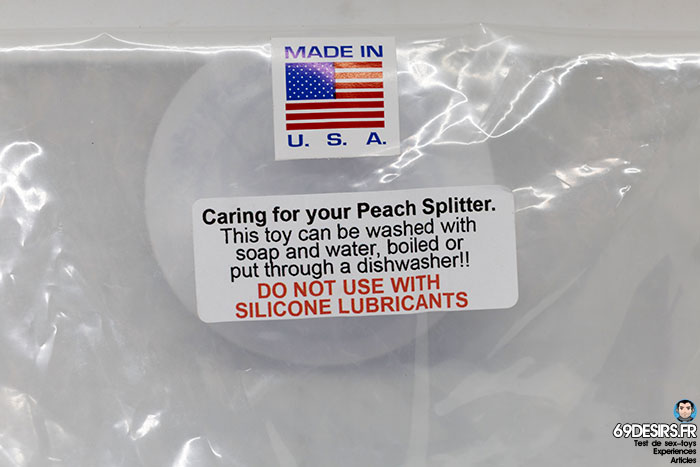 MADE IN
U. S. A.
Caring for your Peach Splitter.
This toy can be washed with
soap and water, boiled or
put through a dishwasher!!
DO NOT USE WITH
SILICONE LUBRICANTS
69DESIRS.FR
Test de sex-toys
Experiences
Articles